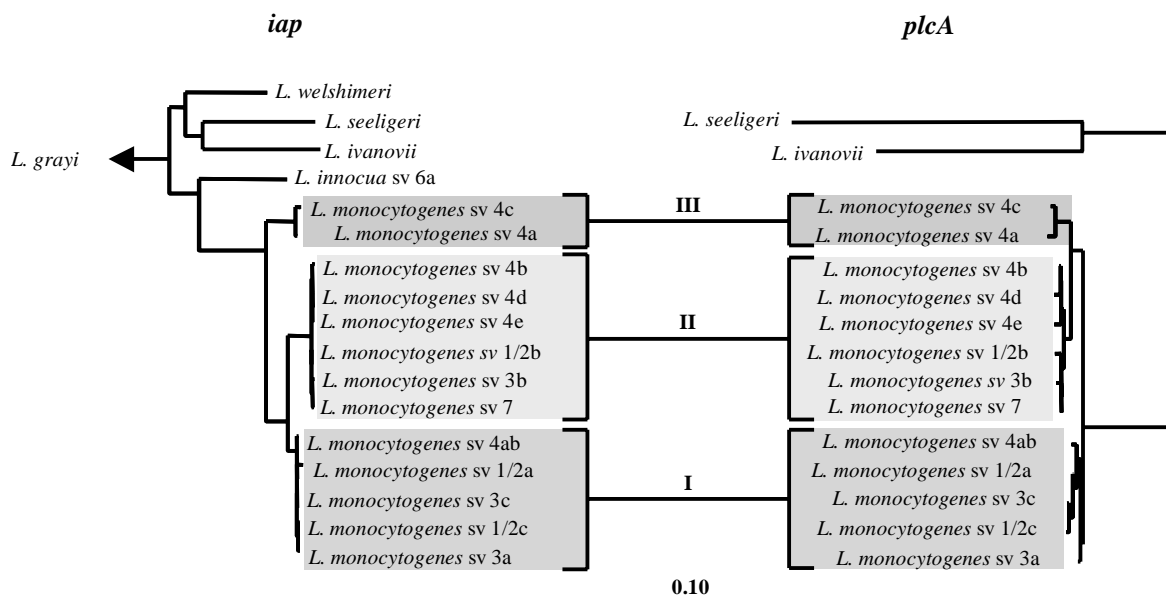 iap
plcA
L. welshimeri
L. seeligeri
L. seeligeri
L. grayi
L. ivanovii
L. ivanovii
L. innocua sv 6a
III
L. monocytogenes sv 4c
L. monocytogenes sv 4c
L. monocytogenes sv 4a
L. monocytogenes sv 4a
L. monocytogenes sv 4b
L. monocytogenes sv 4b
L. monocytogenes sv 4d
L. monocytogenes sv 4d
L. monocytogenes sv 4e
II
L. monocytogenes sv 4e
L. monocytogenes sv 1/2b
L. monocytogenes sv 1/2b
L. monocytogenes sv 3b
L. monocytogenes sv 3b
L. monocytogenes sv 7
L. monocytogenes sv 7
L. monocytogenes sv 4ab
L. monocytogenes sv 4ab
L. monocytogenes sv 1/2a
I
L. monocytogenes sv 1/2a
L. monocytogenes sv 3c
L. monocytogenes sv 3c
L. monocytogenes sv 1/2c
L. monocytogenes sv 1/2c
L. monocytogenes sv 3a
L. monocytogenes sv 3a
0.10